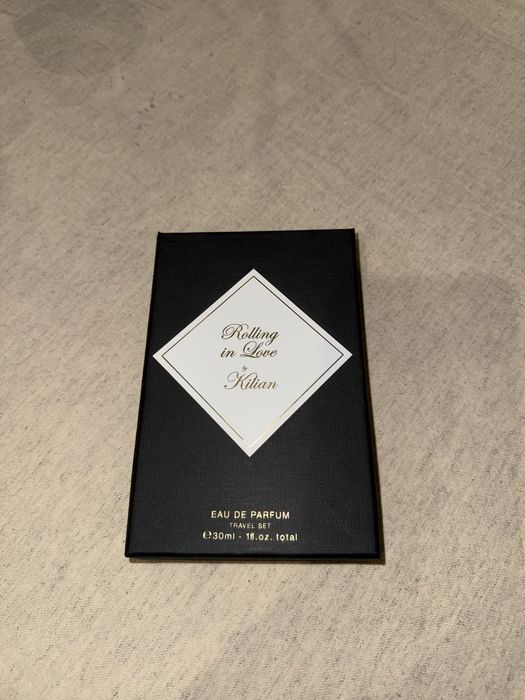 Rolling
in Love
by
Kilian
EAU DE PARFUM
TRAVEL SET
℮30ml - 1fl.oz. total